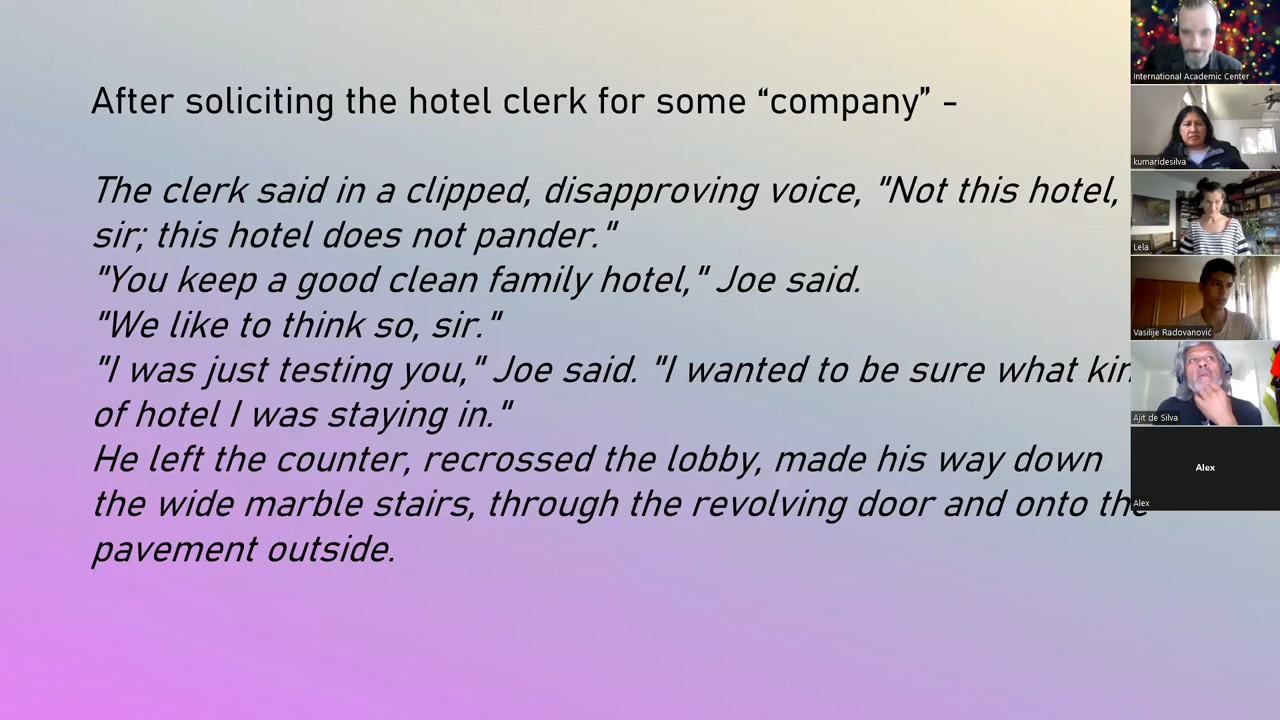 After soliciting the hotel clerk for some “company” -
The clerk said in a clipped, disapproving voice, "Not this hotel,
sir; this hotel does not pander."
"You keep a good clean family hotel," Joe said.
"We like to think so, sir."
"I was just testing you," Joe said. "I wanted to be sure what kin
of hotel I was staying in."
He left the counter, recrossed the lobby, made his way down
the wide marble stairs, through the revolving door and onto the
pavement outside.
International Academic Center
kumaridesilva
Lela
Vasilije Radovanović
Ajit de Silva
Alex
Alex